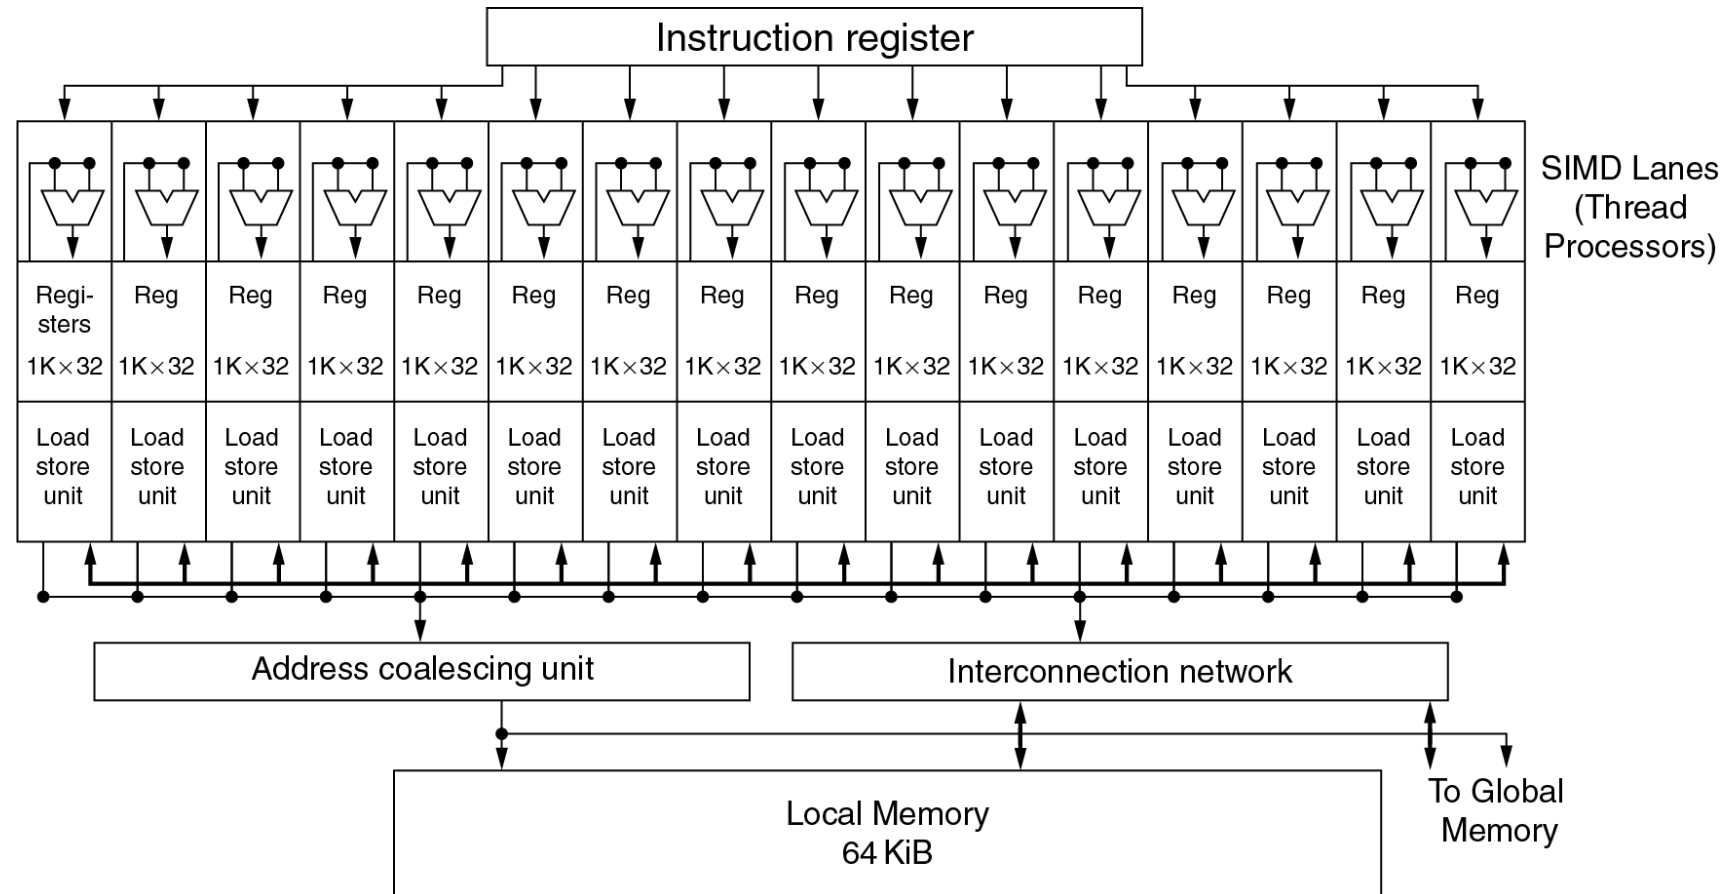 Instruction register
SIMD Lanes
(Thread
Processors)
Regi- Reg Reg Reg Reg Reg Reg Reg Reg Reg Reg Reg Reg Reg Reg Reg
sters
1K×32 1K×32 1K×32 1K×32 1K×32 1K×32 1K×32 1K×32 1K×32 1K×32 1K×32 1K×32 1K×32 1K×32 1K×32 1K×32
Load Load Load Load Load Load Load Load Load Load Load Load Load Load Load Load
store store store store store store store store store store store store store store store store
unit unit unit unit unit unit unit unit unit unit unit unit unit unit unit unit
Address coalescing unit
Interconnection network
Local Memory
64 KiB
To Global
Memory